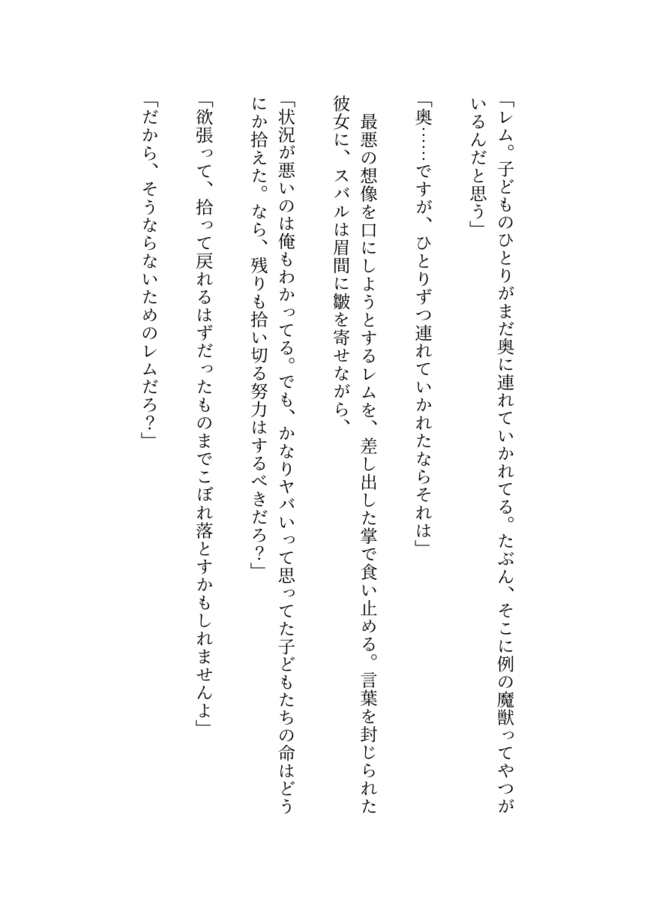 「レム。子どものひとりがまだ奥に連れていかれてる。たぶん、そこに例の魔獣ってやつが
いるんだと思う」
「奥……ですが、ひとりずつ連れていかれたならそれは」
　最悪の想像を口にしようとするレムを、差し出した掌で食い止める。言葉を封じられた
彼女に、スバルは眉間に皺を寄せながら、
「状況が悪いのは俺もわかってる。でも、かなりヤバいって思ってた子どもたちの命はどう
にか拾えた。なら、残りも拾い切る努力はするべきだろ？」
「欲張って、拾って戻れるはずだったものまでこぼれ落とすかもしれませんよ」
「だから、そうならないためのレムだろ？」